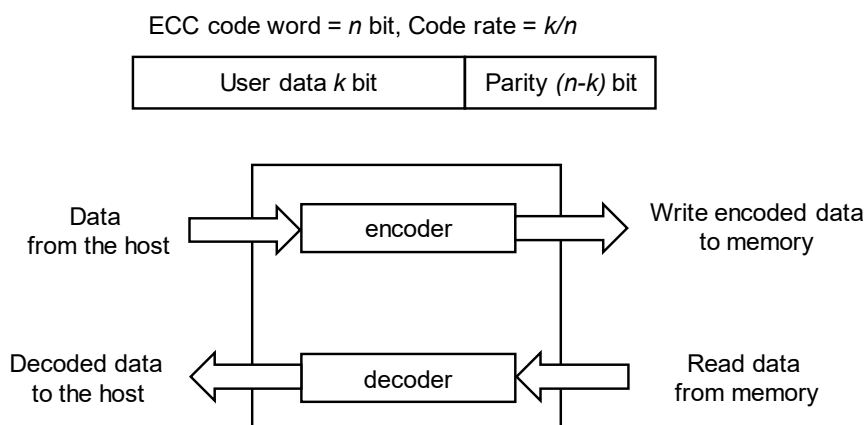 ECC code word = n bit, Code rate = k/n
User data k bit
Parity (n-k) bit
Data
from the host
encoder
Write encoded data
to memory
Decoded data
to the host
decoder
Read data
from memory